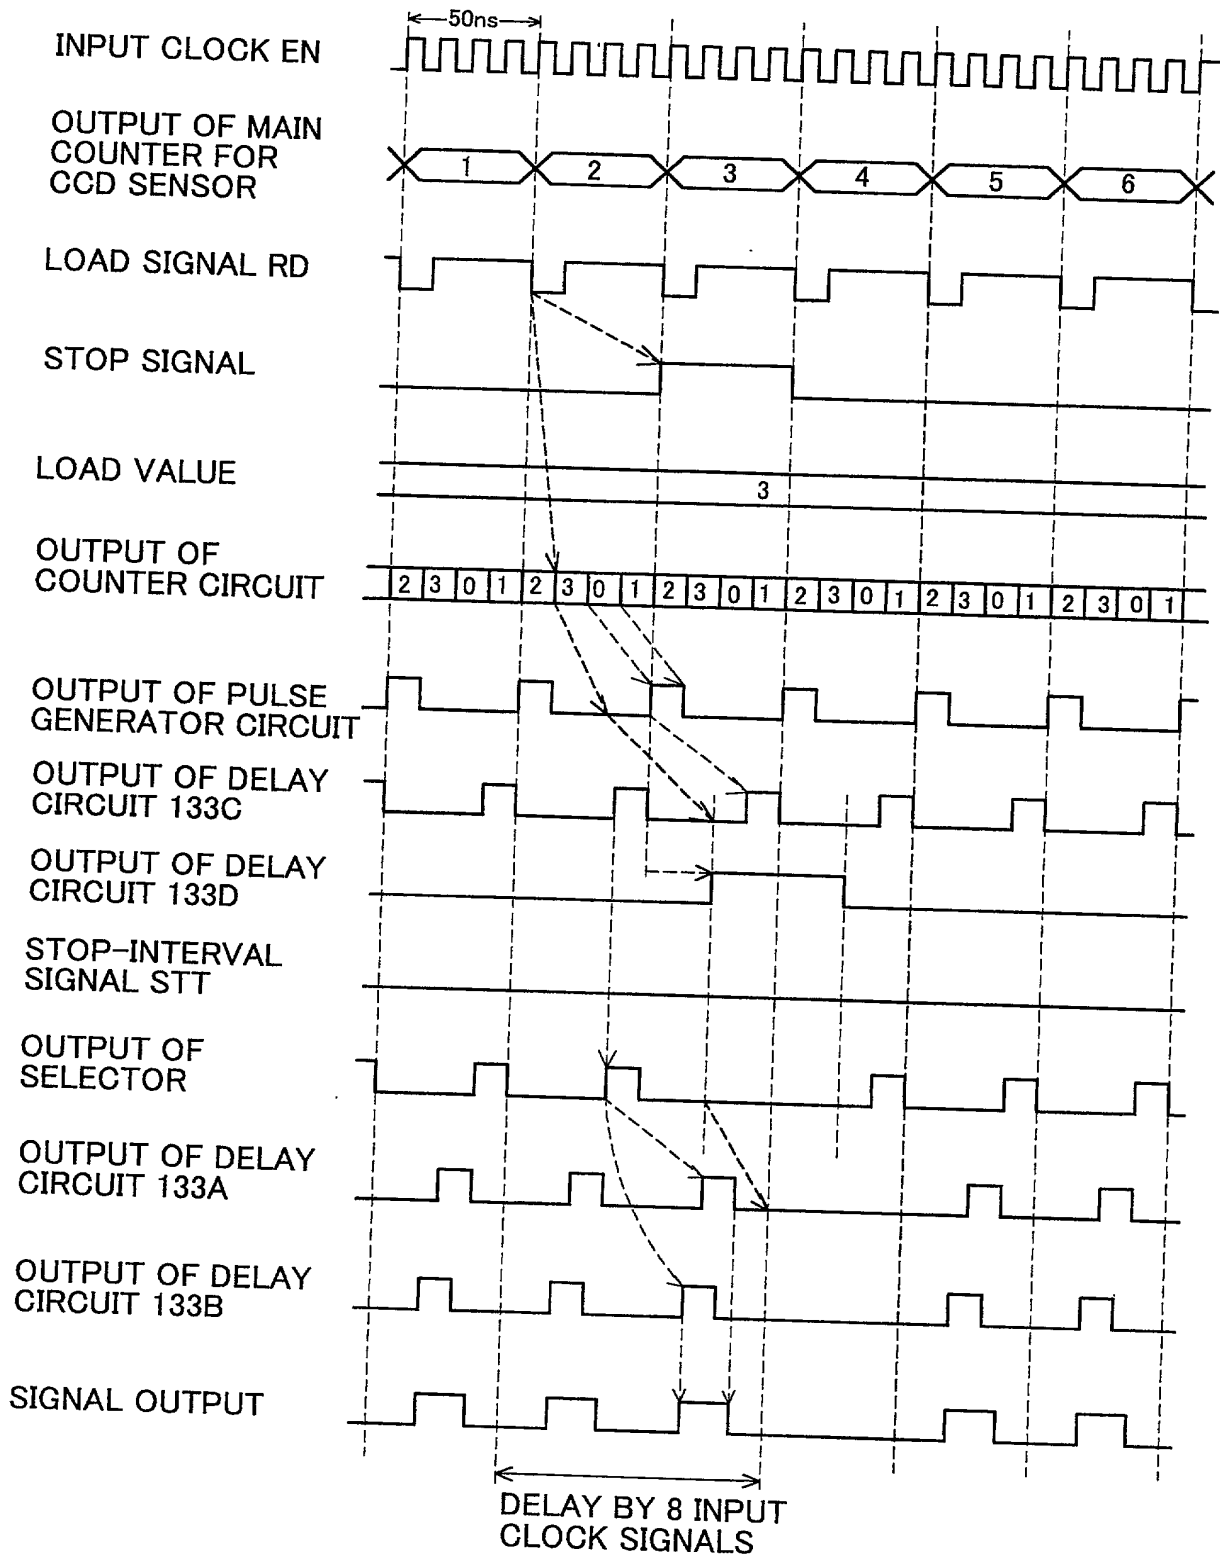 50ns
INPUT CLOCK EN
OUTPUT OF MAIN
COUNTER FOR
CCD SENSOR
1 2 3 4 5 6
LOAD SIGNAL RD
STOP SIGNAL
LOAD VALUE
3
OUTPUT OF
COUNTER CIRCUIT
2 3 0 1 2 3 0 1 2 3 0 1 2 3 0 1 2 3 0 1 2 3 0 1
OUTPUT OF PULSE
GENERATOR CIRCUIT
OUTPUT OF DELAY
CIRCUIT 133C
OUTPUT OF DELAY
CIRCUIT 133D
STOP-INTERVAL
SIGNAL STT
OUTPUT OF
SELECTOR
OUTPUT OF DELAY
CIRCUIT 133A
OUTPUT OF DELAY
CIRCUIT 133B
SIGNAL OUTPUT
DELAY BY 8 INPUT
CLOCK SIGNALS